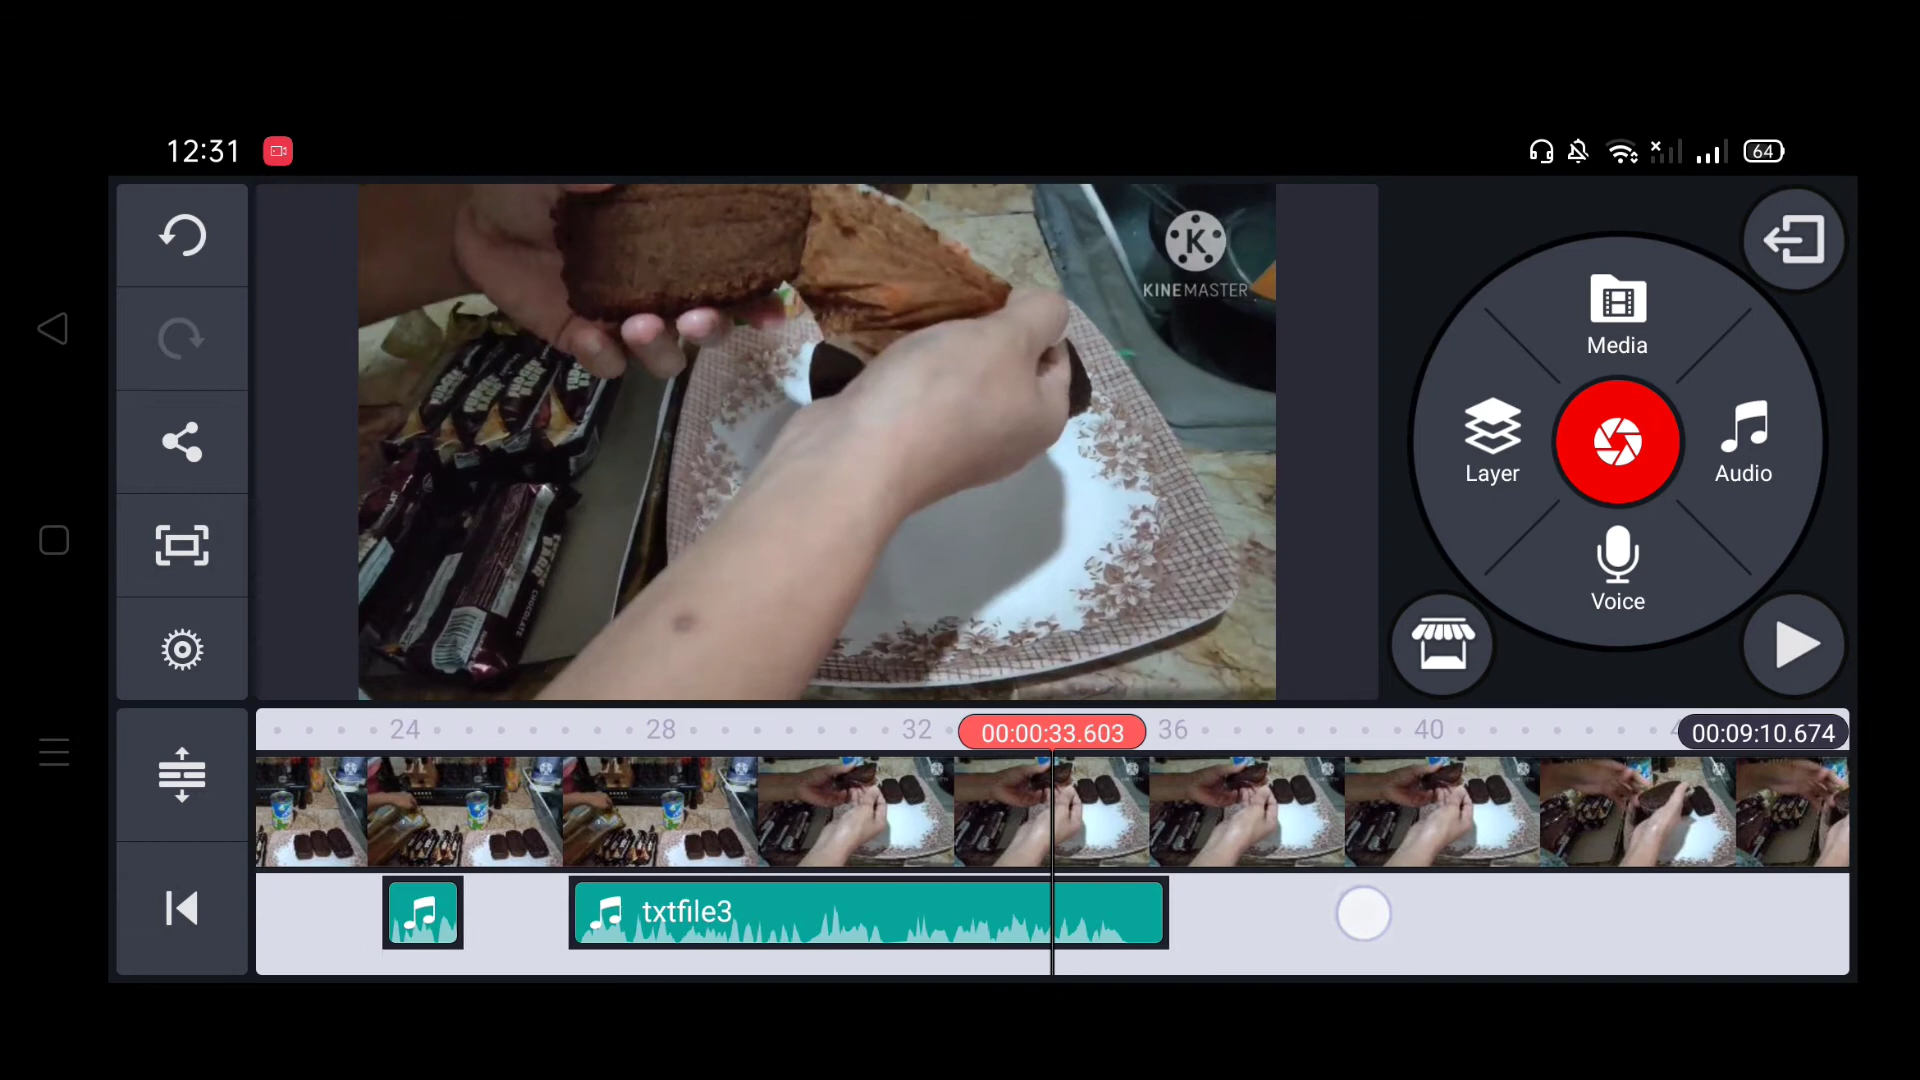 12:31
64
K
KINEMASTER
Media
Layer
Audio
Voice
CHOCOLATE
24
28
32
00:00:33.603
36
40
00:09:10.674
txtfile3